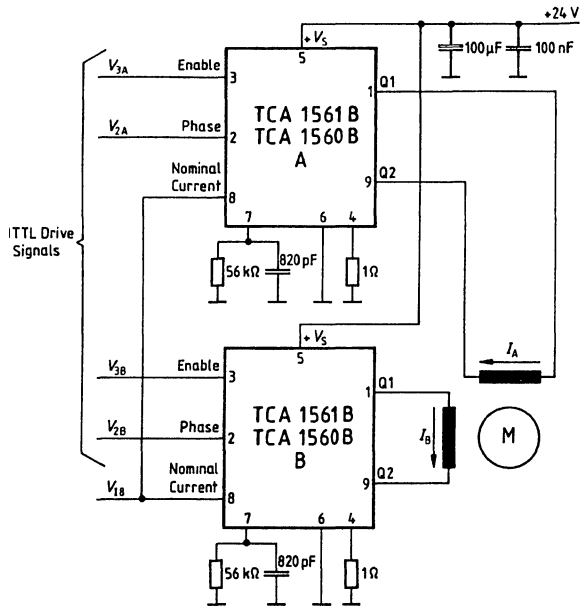 +24 V
+VS
5
100µF
100 nF
V3A
Enable
3
V2A
Phase
2
Nominal
Current
8
TCA 1561 B
TCA 1560 B
A
1
Q1
9
Q2
7
6
4
56 kΩ
820 pF
1Ω
TTL Drive
Signals
IA
+VS
5
V3B
Enable
3
V2B
Phase
2
V18
Nominal
Current
8
TCA 1561 B
TCA 1560 B
B
1
Q1
9
Q2
IB
M
7
6
4
56 kΩ
820 pF
1Ω